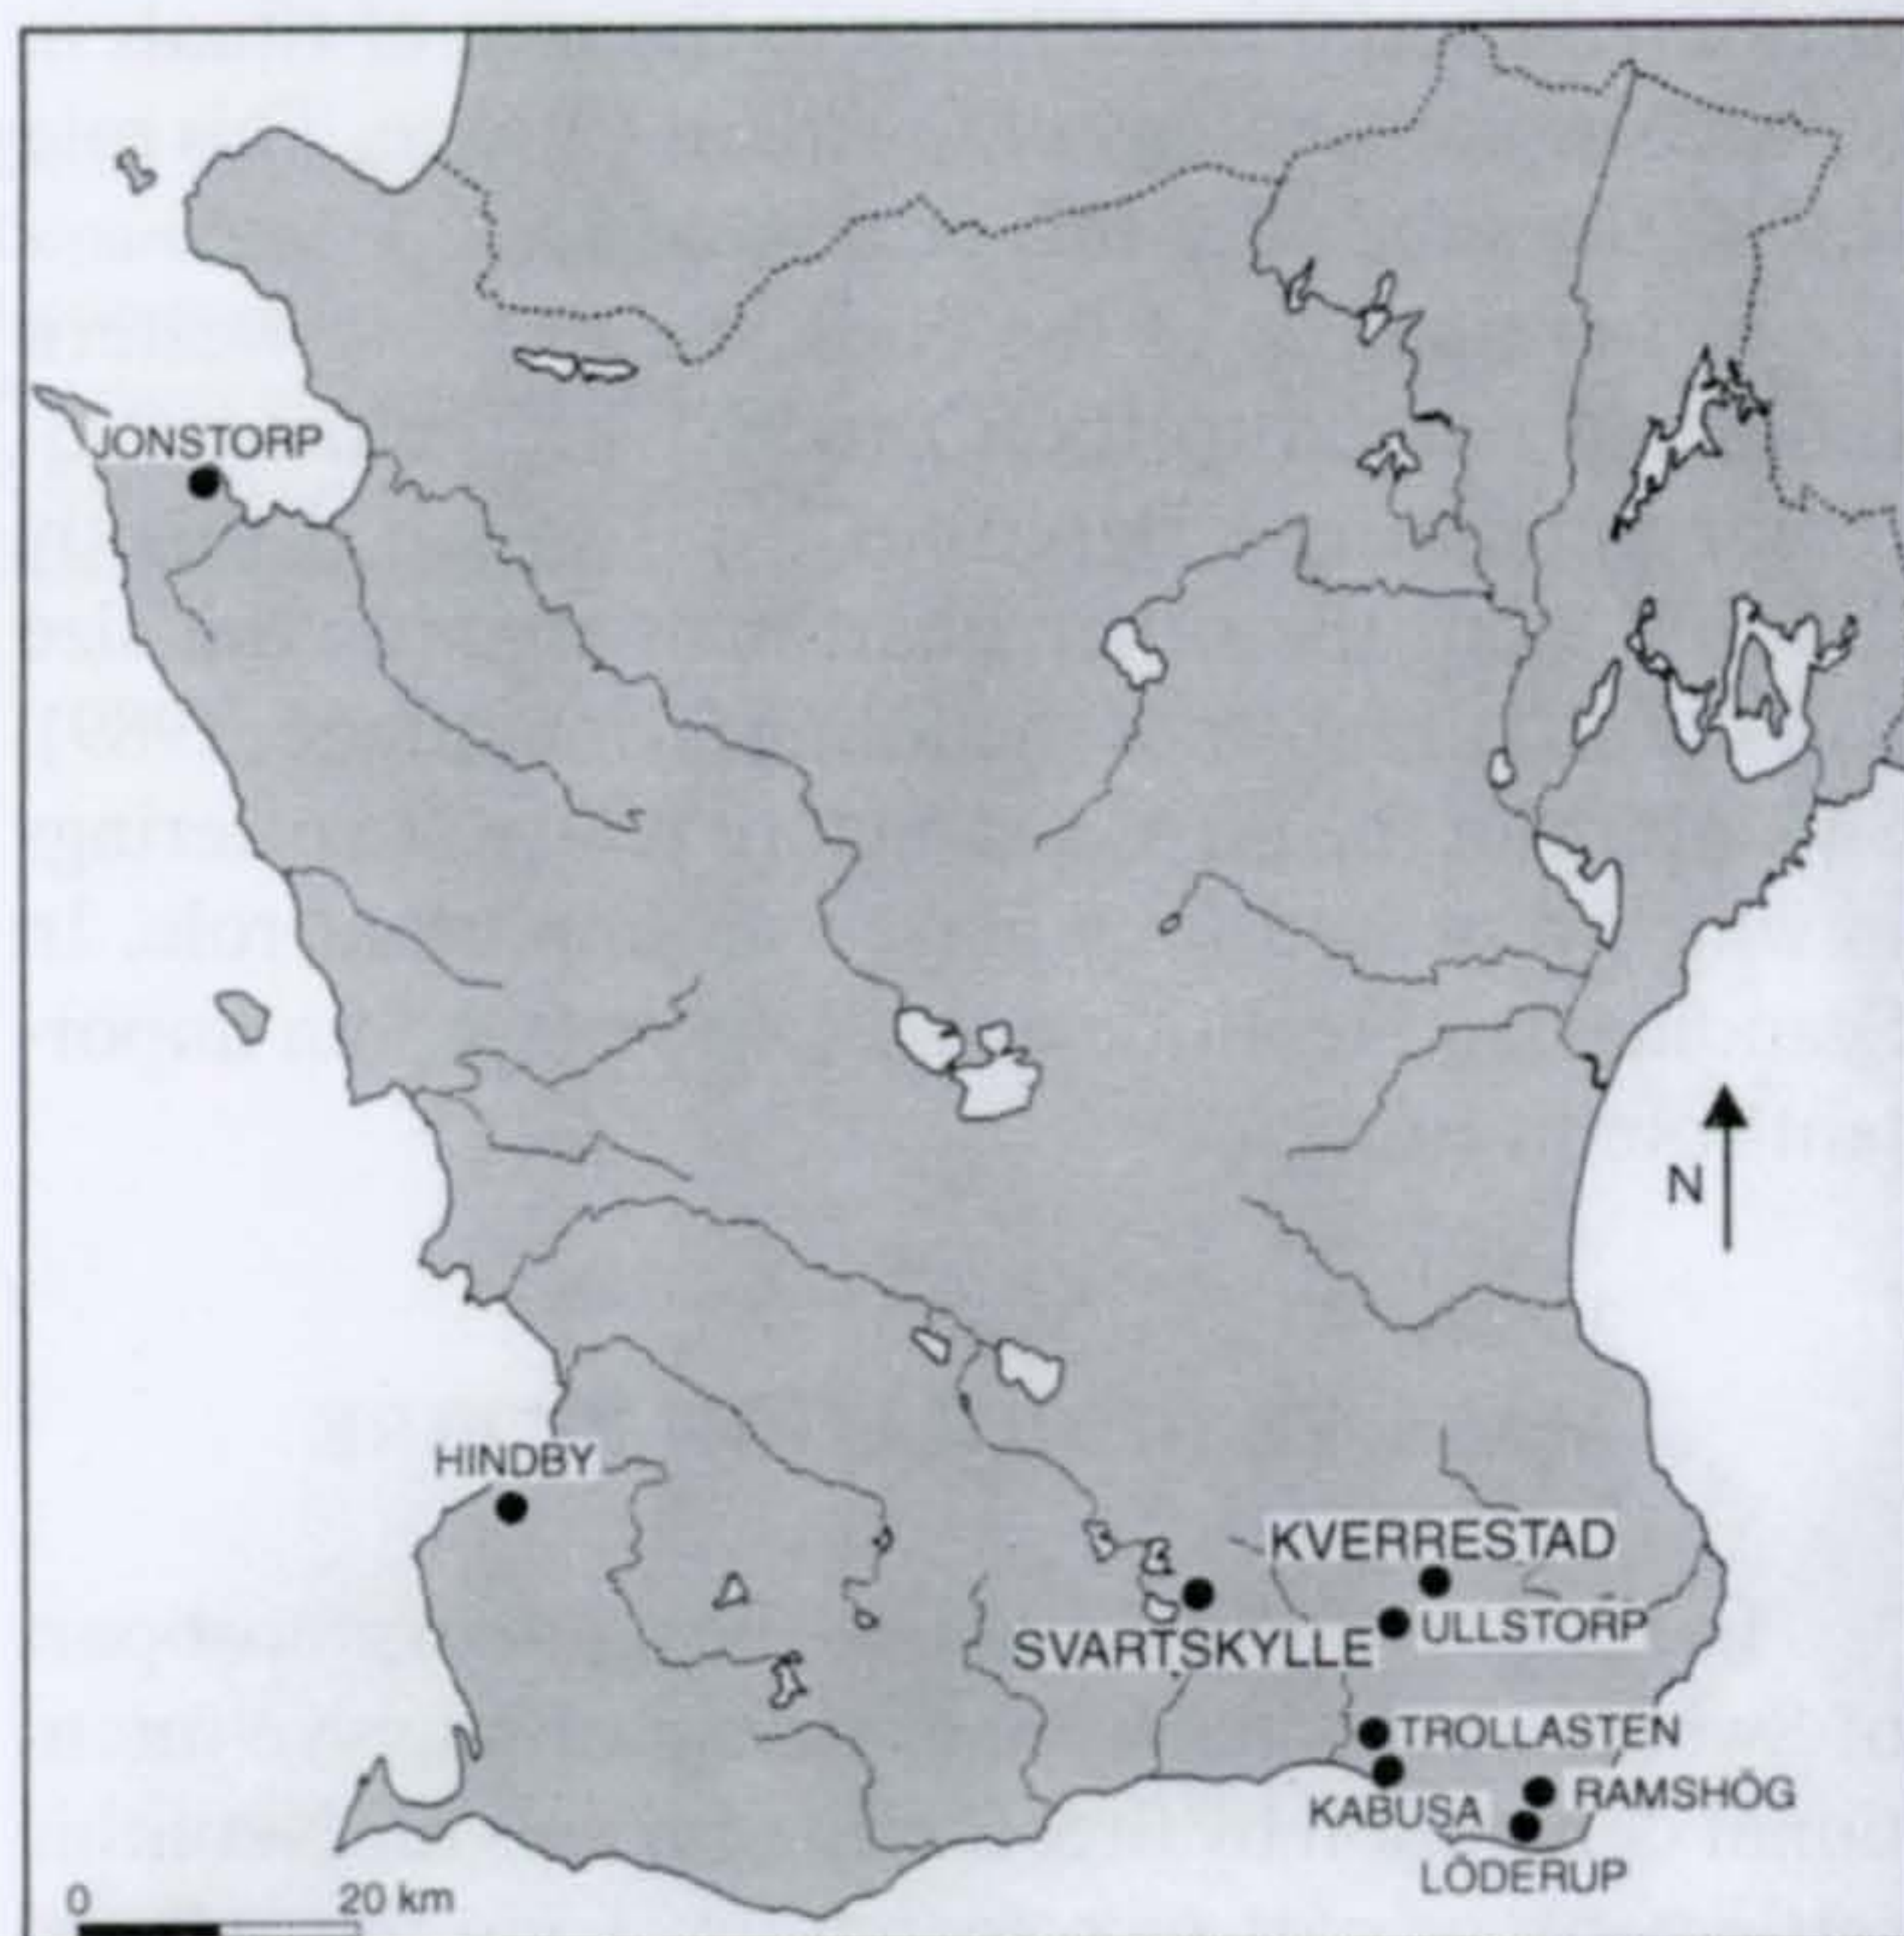 JONSTORP
N
HINDBY
KVERRESTAD
ULLSTORP
SVARTSKYLLE
TROLLASTEN
RAMSHÖG
KABUSA
LÖDERUP
0 20 km